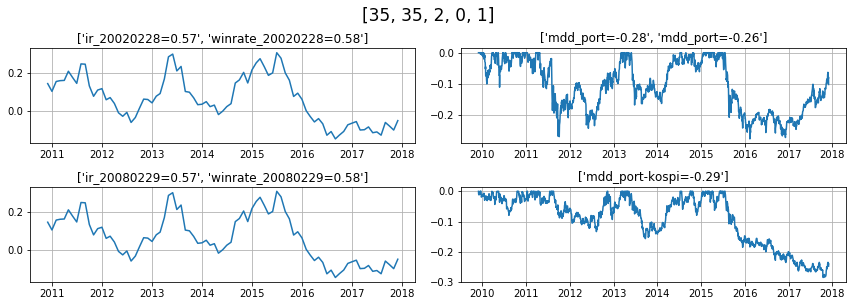 [35, 35, 2, 0, 1]
['ir_20020228=0.57', 'winrate_20020228=0.58']
0.2
0.0
2011 2012 2013 2014 2015 2016 2017 2018
['mdd_port=-0.28', 'mdd_port=-0.26']
0.0
−0.1
−0.2
2010 2011 2012 2013 2014 2015 2016 2017 2018
['ir_20080229=0.57', 'winrate_20080229=0.58']
0.2
0.0
2011 2012 2013 2014 2015 2016 2017 2018
['mdd_port-kospi=-0.29']
0.0
−0.1
−0.2
−0.3
2010 2011 2012 2013 2014 2015 2016 2017 2018